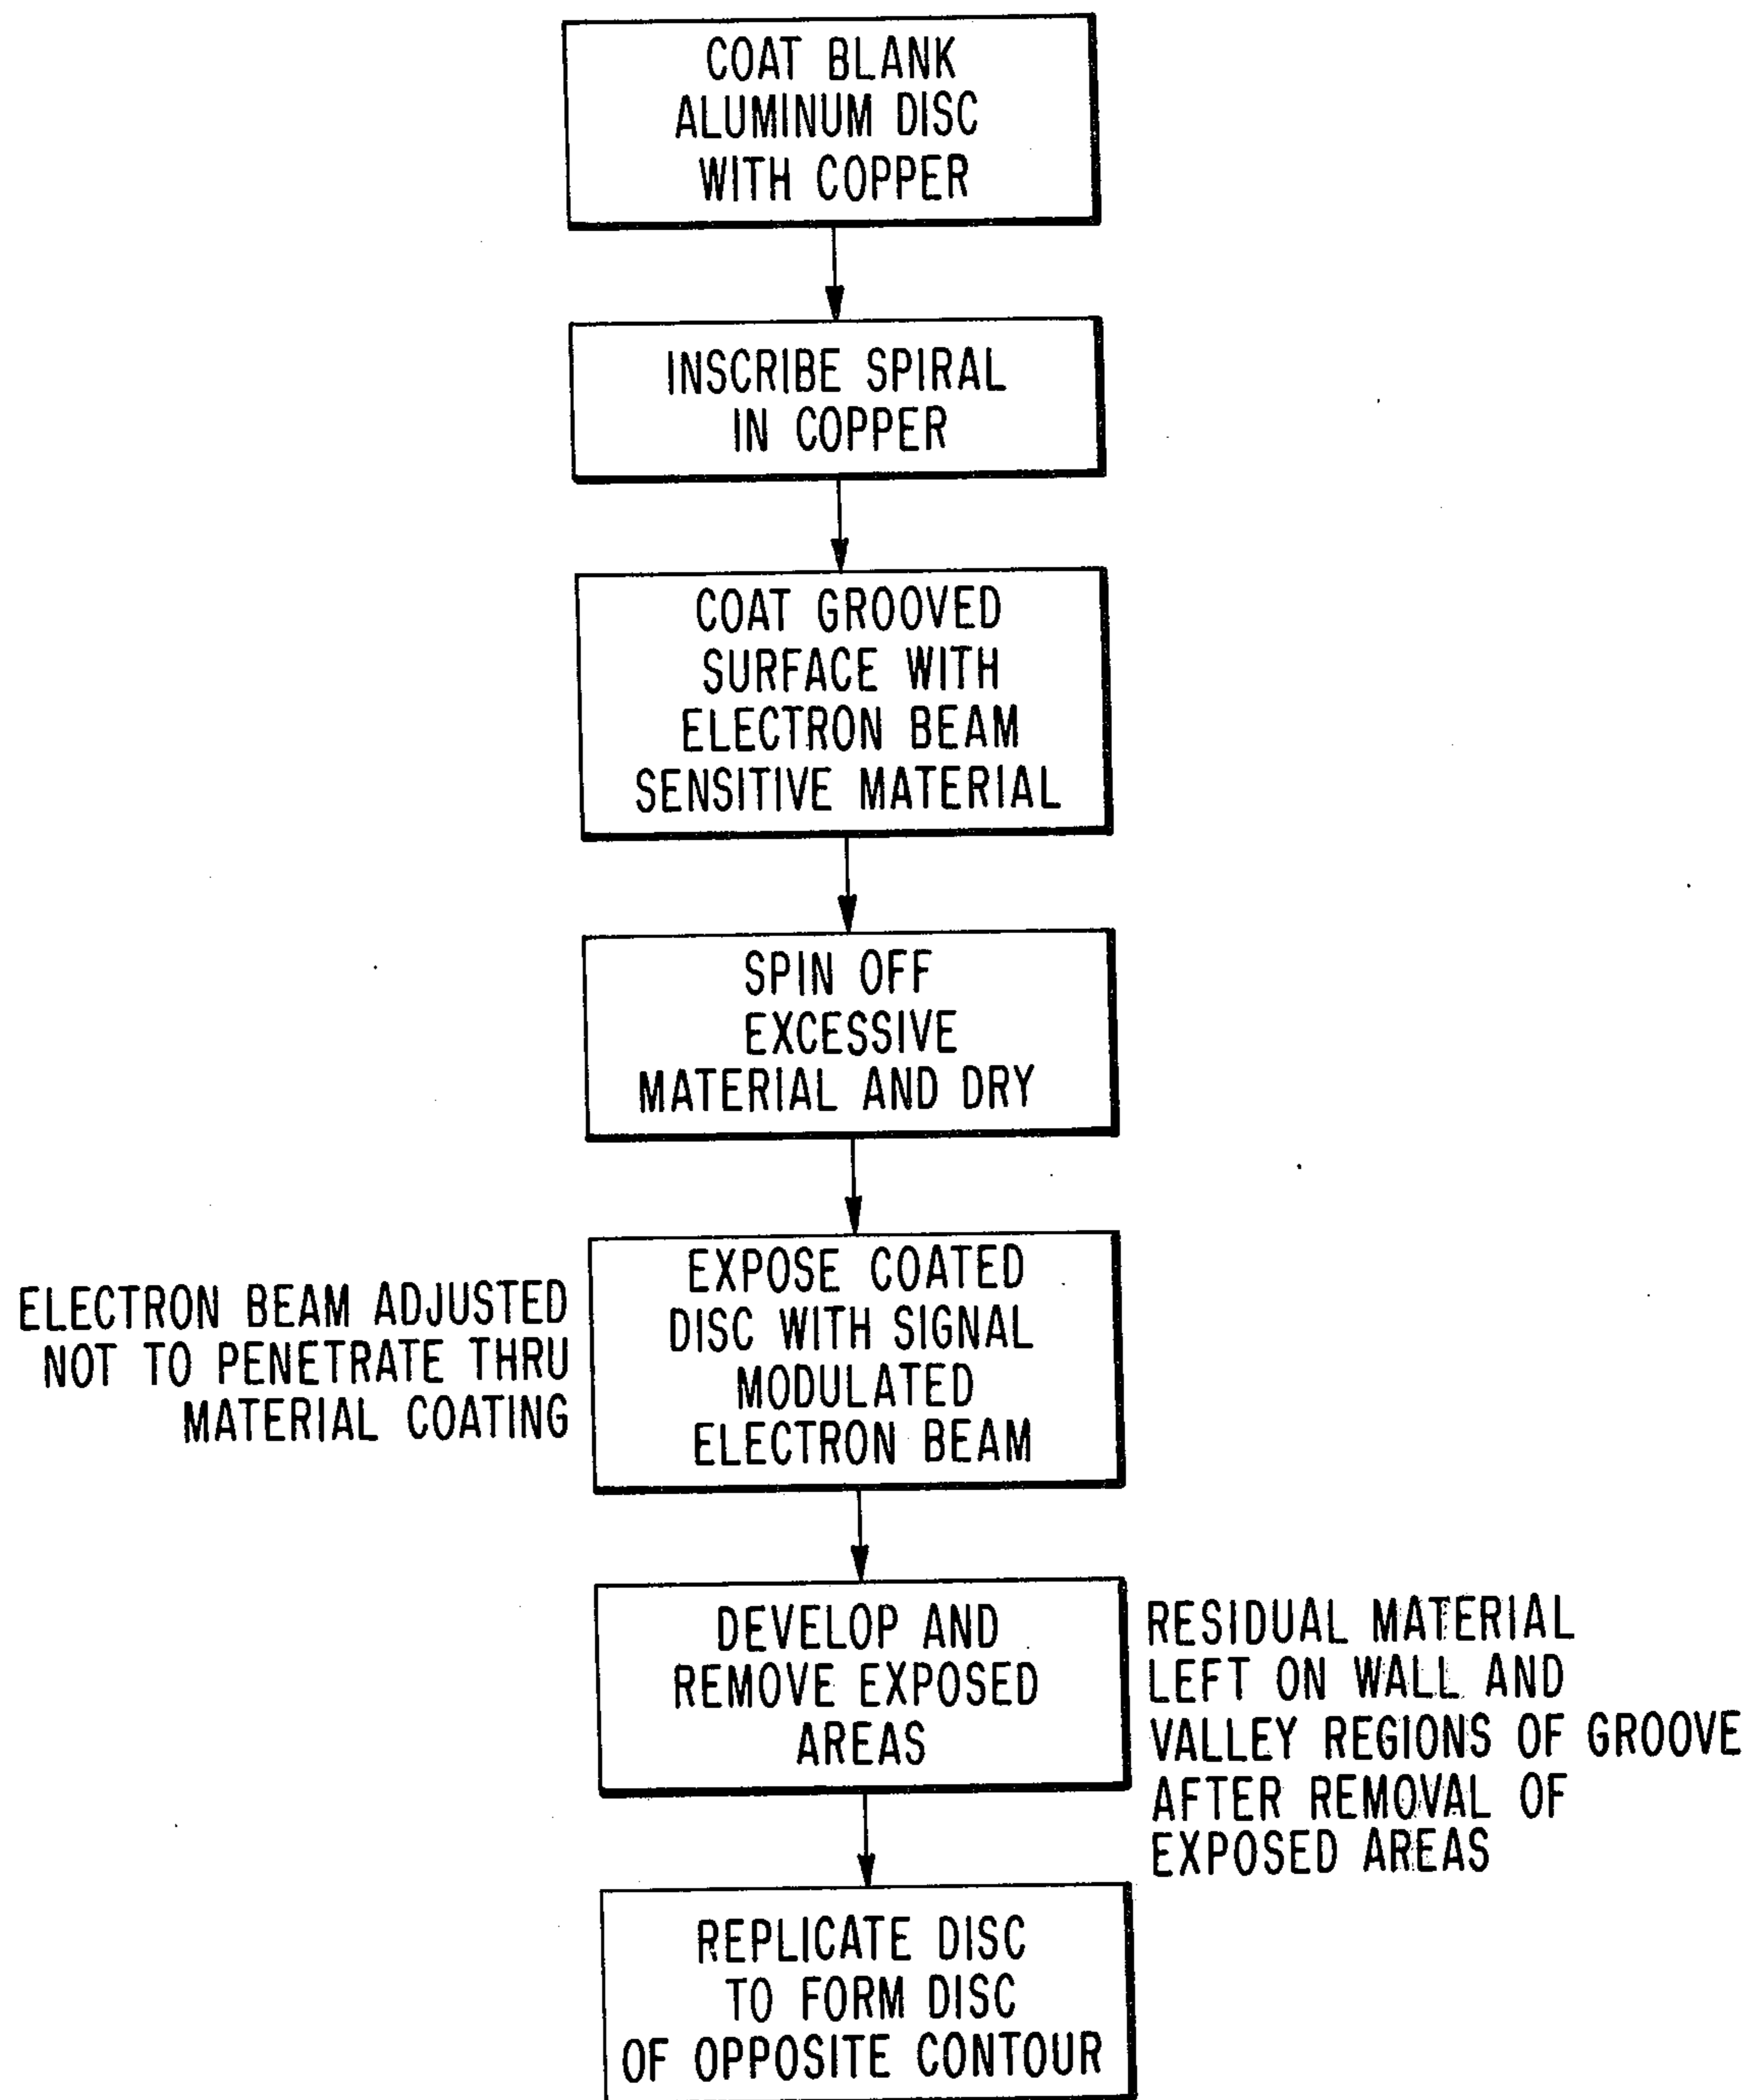 COAT BLANK
ALUMINUM DISC
WITH COPPER
INSCRIBE SPIRAL
IN COPPER
COAT GROOVED
SURFACE WITH
ELECTRON BEAM
SENSITIVE MATERIAL
SPIN OFF
EXCESSIVE
MATERIAL AND DRY
ELECTRON BEAM ADJUSTED
NOT TO PENETRATE THRU
MATERIAL COATING
EXPOSE COATED
DISC WITH SIGNAL
MODULATED
ELECTRON BEAM
DEVELOP AND
REMOVE EXPOSED
AREAS
RESIDUAL MATERIAL
LEFT ON WALL AND
VALLEY REGIONS OF GROOVE
AFTER REMOVAL OF
EXPOSED AREAS
REPLICATE DISC
TO FORM DISC
OF OPPOSITE CONTOUR